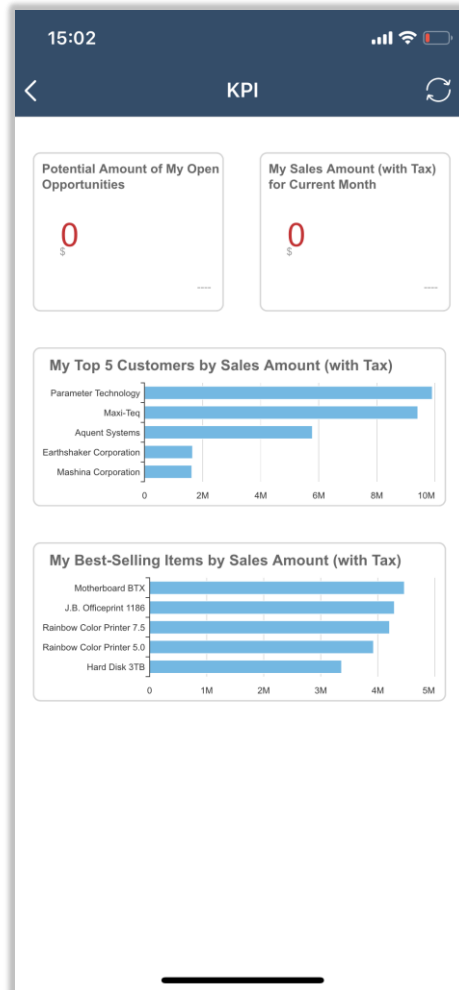 15:02
KPI
Potential Amount of My Open
Opportunities
0
$
----
My Sales Amount (with Tax)
for Current Month
0
$
----
My Top 5 Customers by Sales Amount (with Tax)
Parameter Technology
Maxi-Teq
Aquent Systems
Earthshaker Corporation
Mashina Corporation
0 2M 4M 6M 8M 10M
My Best-Selling Items by Sales Amount (with Tax)
Motherboard BTX
J.B. Officeprint 1186
Rainbow Color Printer 7.5
Rainbow Color Printer 5.0
Hard Disk 3TB
0 1M 2M 3M 4M 5M